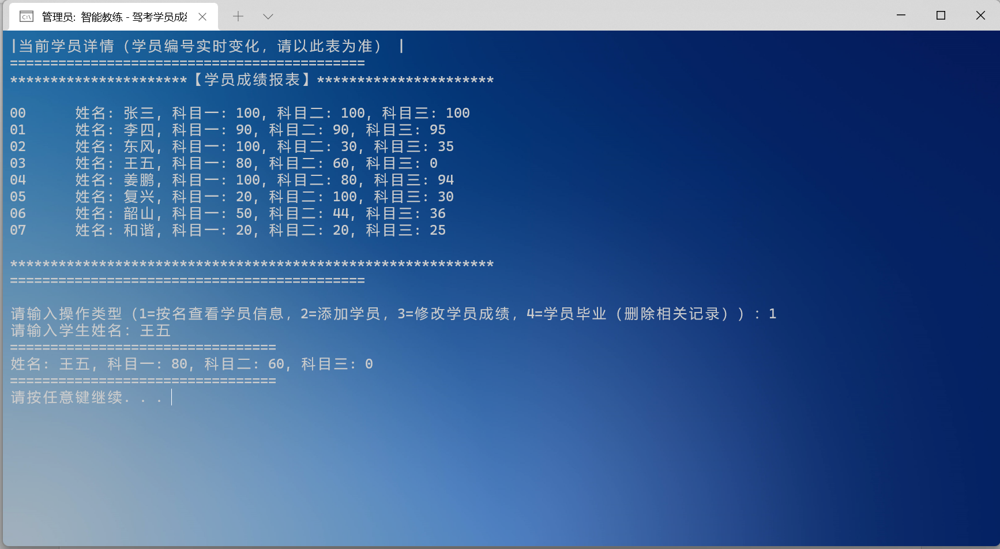 管理员: 智能教练 - 驾考学员成
|当前学员详情（学员编号实时变化，请以此表为准） |
============================================
**********************【学员成绩报表】**********************
00 姓名：张三，科目一：100，科目二：100，科目三：100
01 姓名：李四，科目一：90，科目二：90，科目三：95
02 姓名：东风，科目一：100，科目二：30，科目三：35
03 姓名：王五，科目一：80，科目二：60，科目三：0
04 姓名：姜鹏，科目一：100，科目二：80，科目三：94
05 姓名：复兴，科目一：20，科目二：100，科目三：30
06 姓名：韶山，科目一：50，科目二：44，科目三：36
07 姓名：和谐，科目一：20，科目二：20，科目三：25
************************************************************
============================================
请输入操作类型（1=按名查看学员信息，2=添加学员，3=修改学员成绩，4=学员毕业（删除相关记录））：1
请输入学生姓名：王五
=================================
姓名：王五，科目一：80，科目二：60，科目三：0
=================================
请按任意键继续. . .